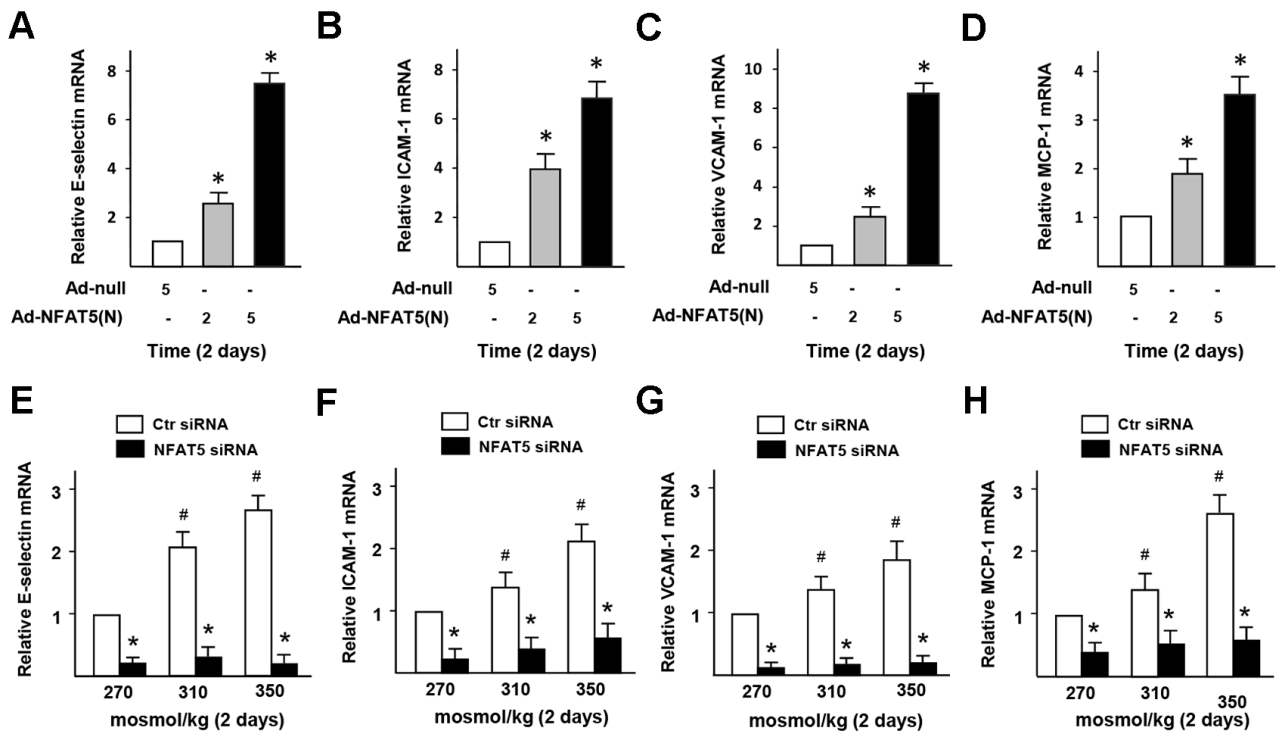 A
Relative E-selectin mRNA
8
6
4
2
*
*
Ad-null 5 - -
Ad-NFAT5(N) - 2 5
Time (2 days)
B
Relative ICAM-1 mRNA
8
6
4
2
*
*
Ad-null 5 - -
Ad-NFAT5(N) - 2 5
Time (2 days)
C
Relative VCAM-1 mRNA
10
8
6
4
2
*
*
Ad-null 5 - -
Ad-NFAT5(N) - 2 5
Time (2 days)
D
Relative MCP-1 mRNA
4
3
2
1
*
*
Ad-null 5 - -
Ad-NFAT5(N) - 2 5
Time (2 days)
E
Ctr siRNA
NFAT5 siRNA
Relative E-selectin mRNA
3
2
1
# #
* * *
270 310 350
mosmol/kg (2 days)
F
Ctr siRNA
NFAT5 siRNA
Relative ICAM-1 mRNA
3
2
1
# #
* * *
270 310 350
mosmol/kg (2 days)
G
Ctr siRNA
NFAT5 siRNA
Relative VCAM-1 mRNA
3
2
1
# #
* * *
270 310 350
mosmol/kg (2 days)
H
Ctr siRNA
NFAT5 siRNA
Relative MCP-1 mRNA
3
2
1
# #
* * *
270 310 350
mosmol/kg (2 days)